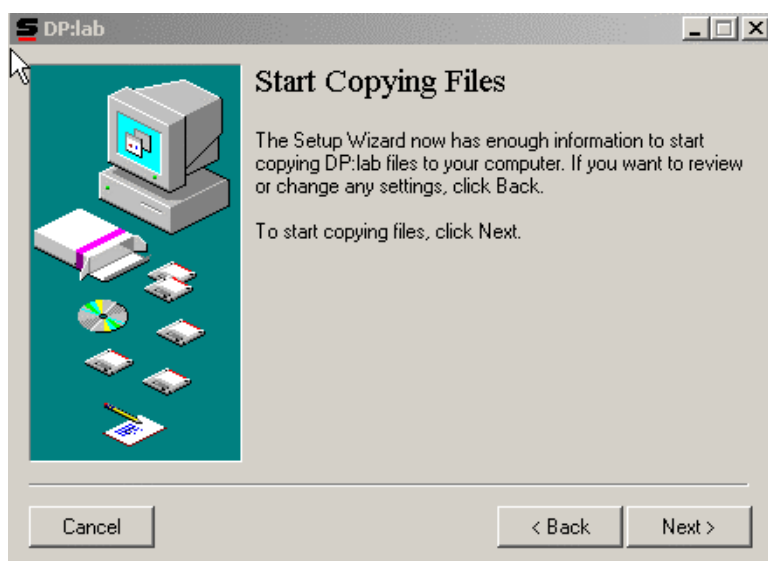 DP:lab
Start Copying Files
The Setup Wizard now has enough information to start
copying DP:lab files to your computer. If you want to review
or change any settings, click Back.
To start copying files, click Next.
Cancel
< Back
Next >